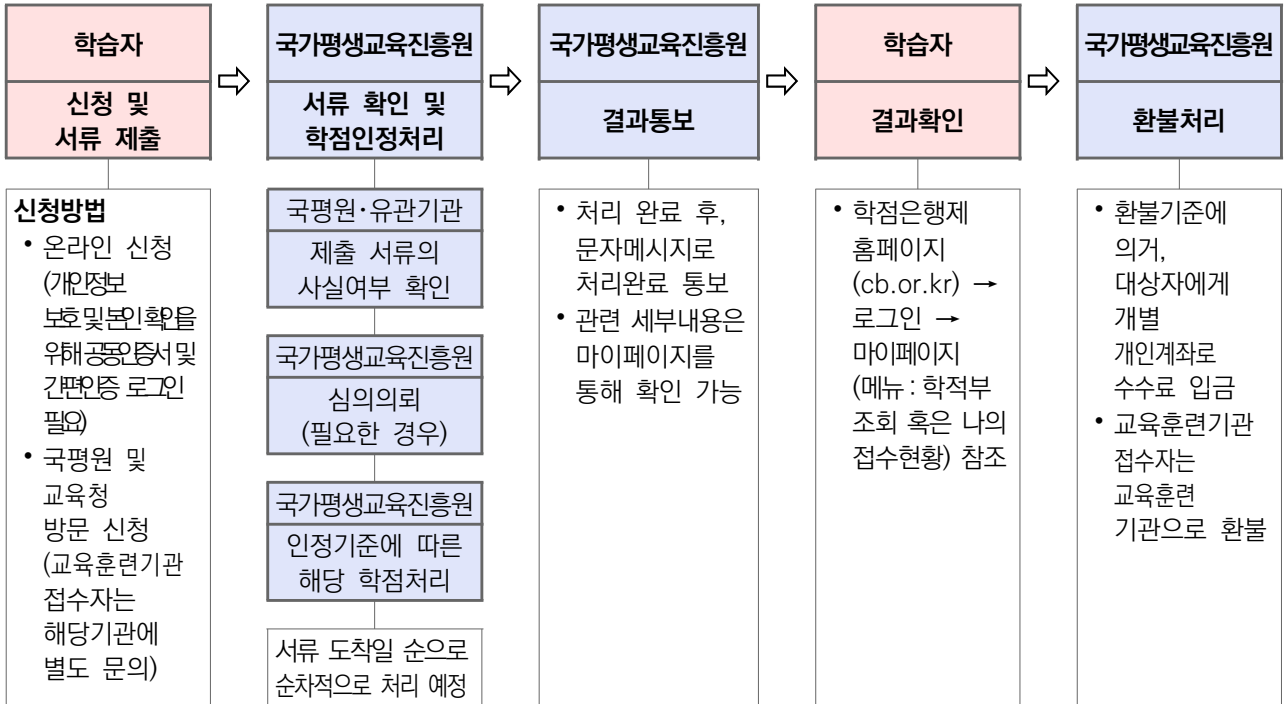 학습자
신청 및
서류 제출
신청방법
• 온라인 신청
(개인정보
보호 및 본인 확인을
위해 공동인증서 및
간편인증 로그인
필요)
• 국평원 및
교육청
방문 신청
(교육훈련기관
접수자는
해당기관에
별도 문의)
⇨
국가평생교육진흥원
서류 확인 및
학점인정처리
국평원·유관기관
제출 서류의
사실여부 확인
국가평생교육진흥원
심의의뢰
(필요한 경우)
국가평생교육진흥원
인정기준에 따른
해당 학점처리
서류 도착일 순으로
순차적으로 처리 예정
⇨
국가평생교육진흥원
결과통보
• 처리 완료 후,
문자메시지로
처리완료 통보
• 관련 세부내용은
마이페이지를
통해 확인 가능
⇨
학습자
결과확인
• 학점은행제
홈페이지
(cb.or.kr) →
로그인 →
마이페이지
(메뉴 : 학적부
조회 혹은 나의
접수현황) 참조
⇨
국가평생교육진흥원
환불처리
• 환불기준에
의거,
대상자에게
개별
개인계좌로
수수료 입금
• 교육훈련기관
접수자는
교육훈련
기관으로 환불